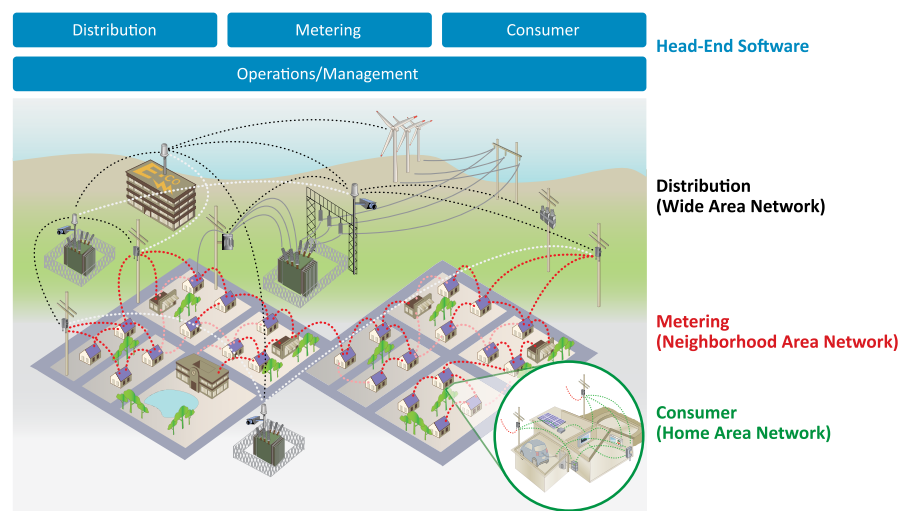 Distribution
Metering
Consumer
Head-End Software
Operations/Management
Distribution
(Wide Area Network)
Metering
(Neighborhood Area Network)
Consumer
(Home Area Network)